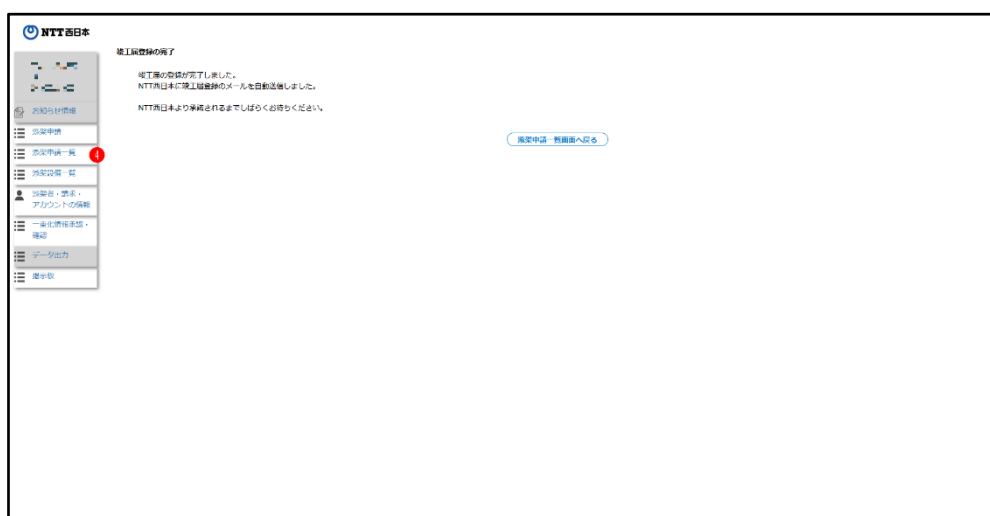 NTT西日本
竣工届登録の完了
竣工届の登録が完了しました。
NTT西日本に竣工届登録のメールを自動送信しました。
NTT西日本より承諾されるまでしばらくお待ちください。
添架申請一覧画面へ戻る
お知らせ情報
添架申請
添架申請一覧
添架設備一覧
添架者・請求・
アカウントの情報
一束化情報承諾・
確認
データ出力
掲示板